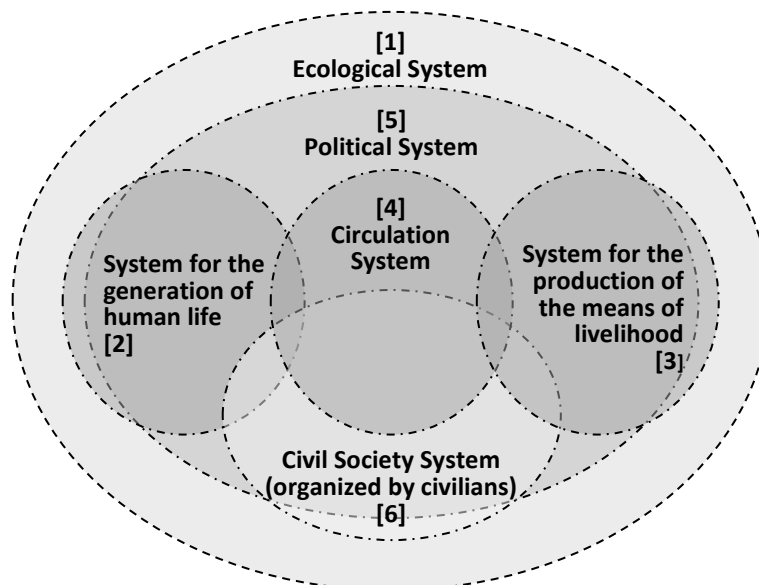 [1]
Ecological System
[5]
Political System
[4]
Circulation
System
System for the
generation of
human life
[2]
System for the
production of
the means of
livelihood
[3]
Civil Society System
(organized by civilians)
[6]